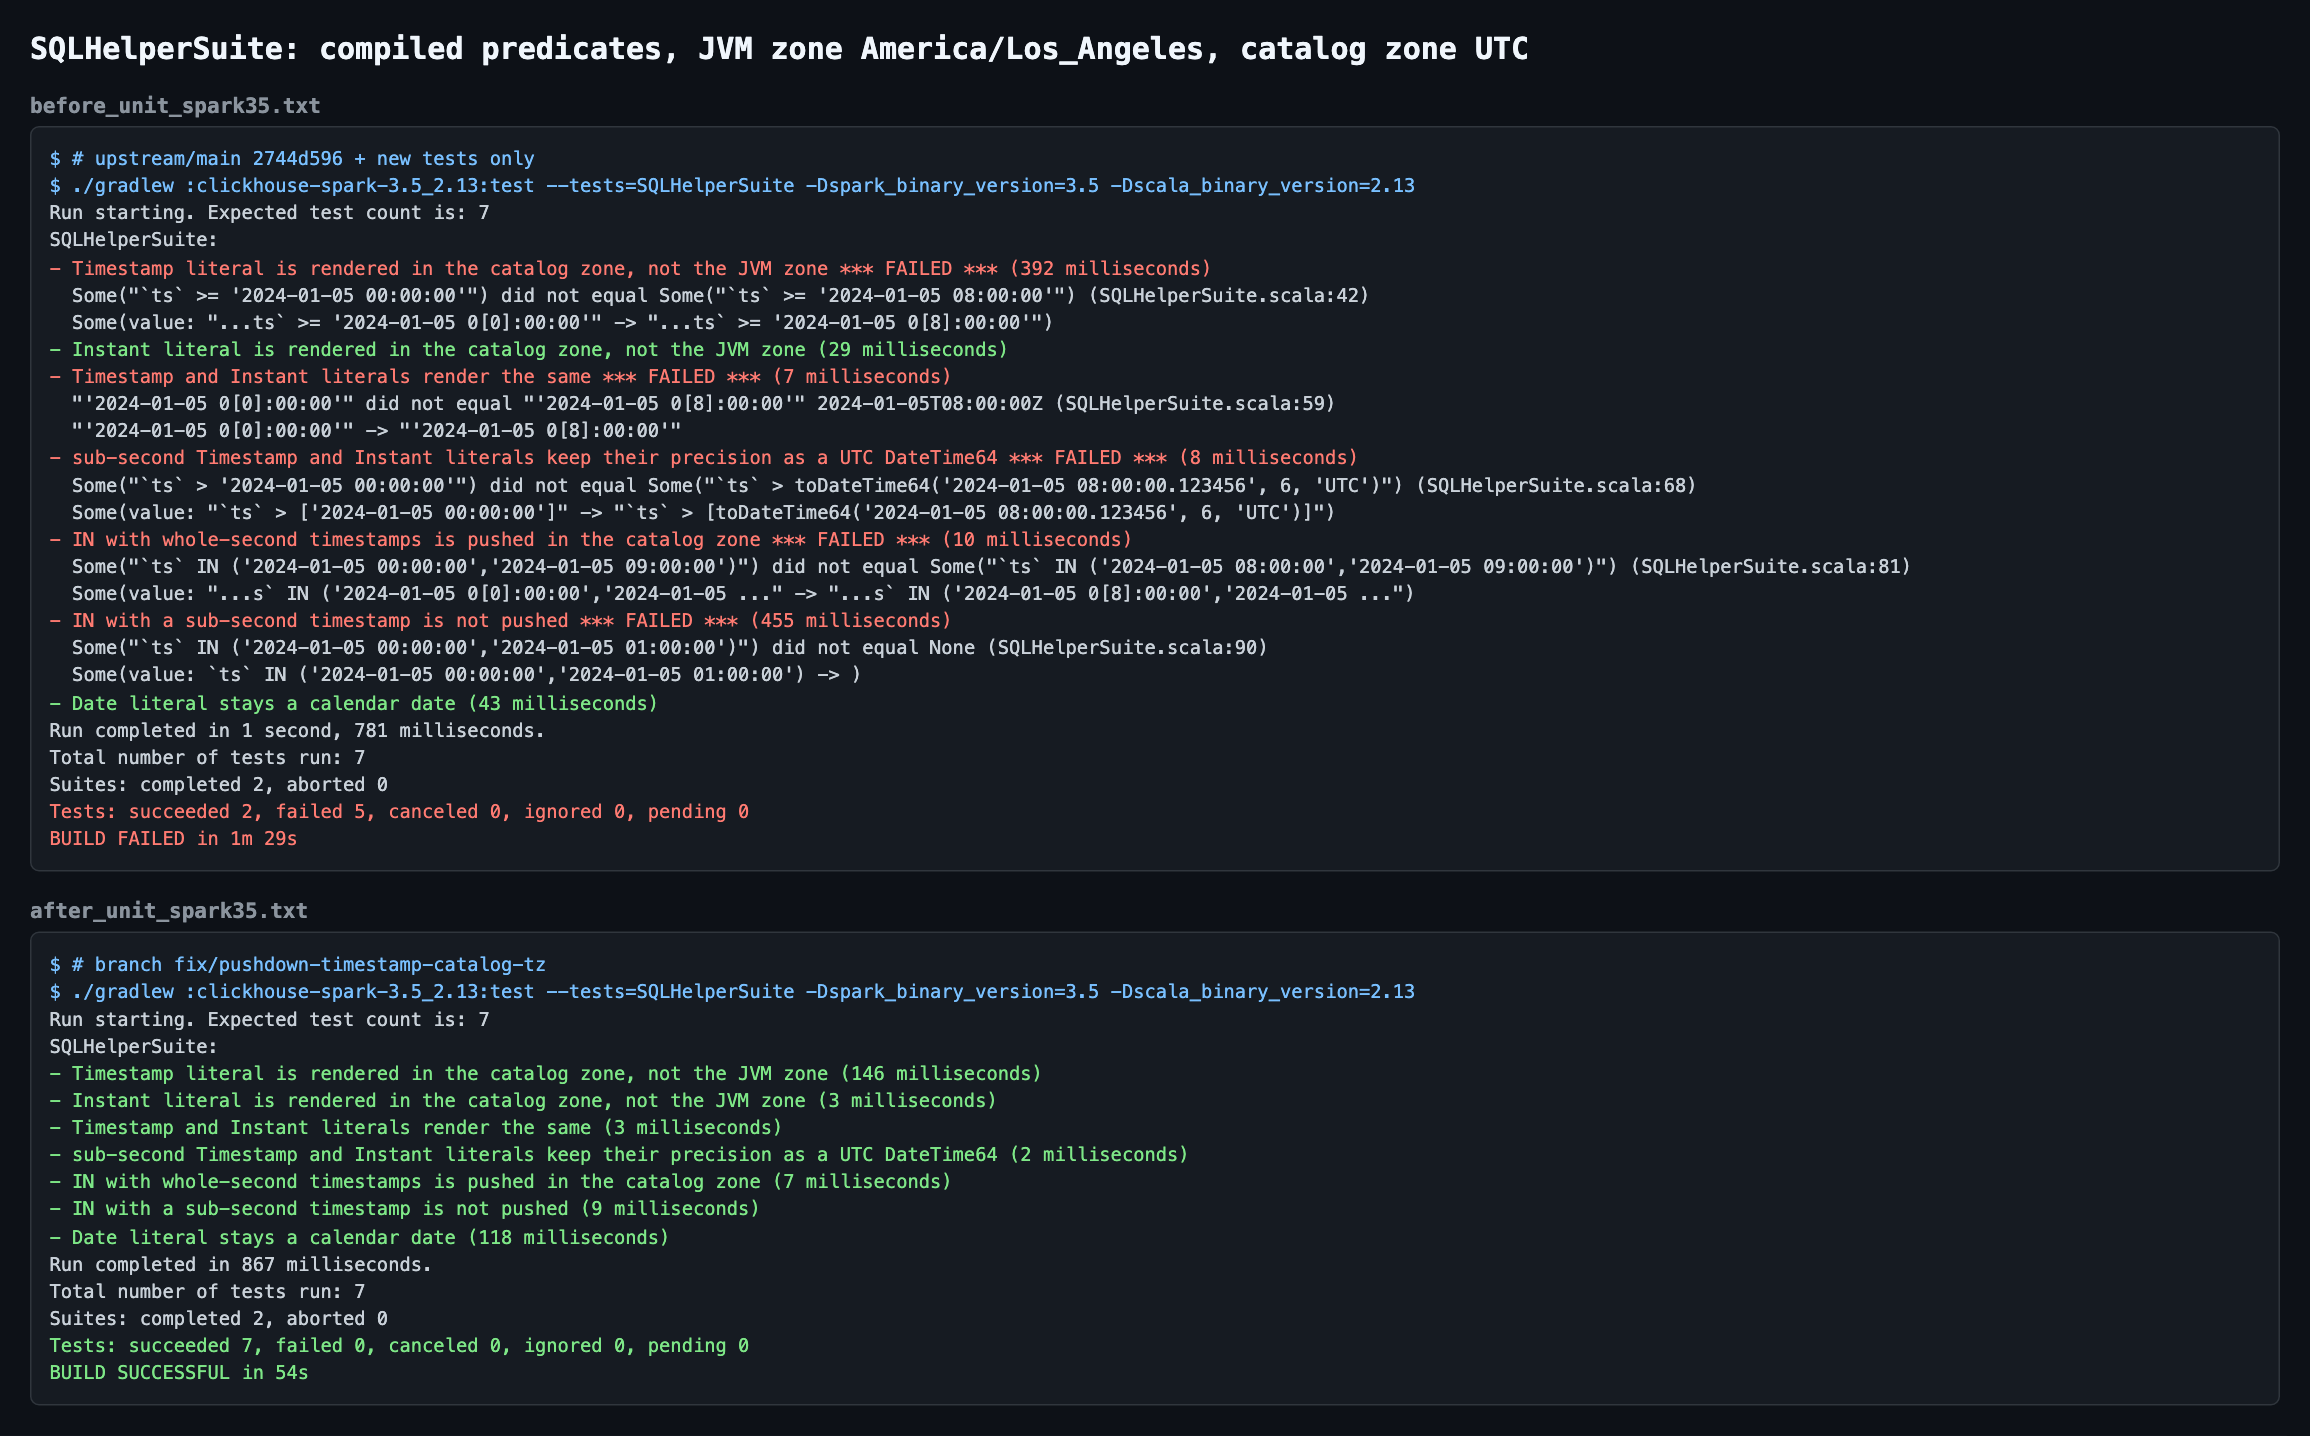 SQLHelperSuite: compiled predicates, JVM zone America/Los_Angeles, catalog zone UTC
before_unit_spark35.txt
$ # upstream/main 2744d596 + new tests only
$ ./gradlew :clickhouse-spark-3.5_2.13:test --tests=SQLHelperSuite -Dspark_binary_version=3.5 -Dscala_binary_version=2.13
Run starting. Expected test count is: 7
SQLHelperSuite:
- Timestamp literal is rendered in the catalog zone, not the JVM zone *** FAILED *** (392 milliseconds)
  Some("`ts` >= '2024-01-05 00:00:00'") did not equal Some("`ts` >= '2024-01-05 08:00:00'") (SQLHelperSuite.scala:42)
  Some(value: "...ts` >= '2024-01-05 0[0]:00:00'" -> "...ts` >= '2024-01-05 0[8]:00:00'")
- Instant literal is rendered in the catalog zone, not the JVM zone (29 milliseconds)
- Timestamp and Instant literals render the same *** FAILED *** (7 milliseconds)
  "'2024-01-05 0[0]:00:00'" did not equal "'2024-01-05 0[8]:00:00'" 2024-01-05T08:00:00Z (SQLHelperSuite.scala:59)
  "'2024-01-05 0[0]:00:00'" -> "'2024-01-05 0[8]:00:00'"
- sub-second Timestamp and Instant literals keep their precision as a UTC DateTime64 *** FAILED *** (8 milliseconds)
  Some("`ts` > '2024-01-05 00:00:00'") did not equal Some("`ts` > toDateTime64('2024-01-05 08:00:00.123456', 6, 'UTC')") (SQLHelperSuite.scala:68)
  Some(value: "`ts` > ['2024-01-05 00:00:00']" -> "`ts` > [toDateTime64('2024-01-05 08:00:00.123456', 6, 'UTC')]")
- IN with whole-second timestamps is pushed in the catalog zone *** FAILED *** (10 milliseconds)
  Some("`ts` IN ('2024-01-05 00:00:00','2024-01-05 09:00:00')") did not equal Some("`ts` IN ('2024-01-05 08:00:00','2024-01-05 09:00:00')") (SQLHelperSuite.scala:81)
  Some(value: "...s` IN ('2024-01-05 0[0]:00:00','2024-01-05 ..." -> "...s` IN ('2024-01-05 0[8]:00:00','2024-01-05 ...")
- IN with a sub-second timestamp is not pushed *** FAILED *** (455 milliseconds)
  Some("`ts` IN ('2024-01-05 00:00:00','2024-01-05 01:00:00')") did not equal None (SQLHelperSuite.scala:90)
  Some(value: `ts` IN ('2024-01-05 00:00:00','2024-01-05 01:00:00') -> )
- Date literal stays a calendar date (43 milliseconds)
Run completed in 1 second, 781 milliseconds.
Total number of tests run: 7
Suites: completed 2, aborted 0
Tests: succeeded 2, failed 5, canceled 0, ignored 0, pending 0
BUILD FAILED in 1m 29s
after_unit_spark35.txt
$ # branch fix/pushdown-timestamp-catalog-tz
$ ./gradlew :clickhouse-spark-3.5_2.13:test --tests=SQLHelperSuite -Dspark_binary_version=3.5 -Dscala_binary_version=2.13
Run starting. Expected test count is: 7
SQLHelperSuite:
- Timestamp literal is rendered in the catalog zone, not the JVM zone (146 milliseconds)
- Instant literal is rendered in the catalog zone, not the JVM zone (3 milliseconds)
- Timestamp and Instant literals render the same (3 milliseconds)
- sub-second Timestamp and Instant literals keep their precision as a UTC DateTime64 (2 milliseconds)
- IN with whole-second timestamps is pushed in the catalog zone (7 milliseconds)
- IN with a sub-second timestamp is not pushed (9 milliseconds)
- Date literal stays a calendar date (118 milliseconds)
Run completed in 867 milliseconds.
Total number of tests run: 7
Suites: completed 2, aborted 0
Tests: succeeded 7, failed 0, canceled 0, ignored 0, pending 0
BUILD SUCCESSFUL in 54s